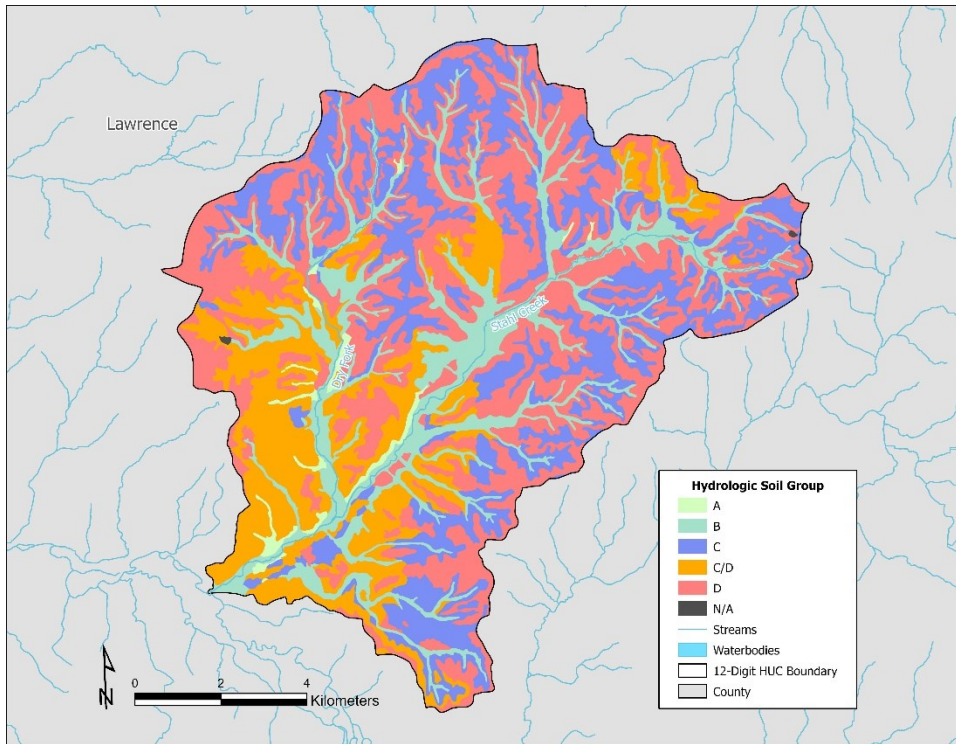 Lawrence
Stahl Creek
Dry Fork
Hydrologic Soil Group
A
B
C
C/D
D
N/A
Streams
Waterbodies
12-Digit HUC Boundary
County
N
0 2 4
Kilometers